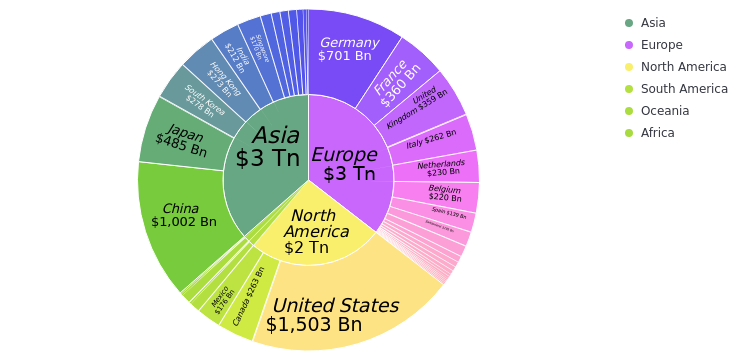 Germany
$701 Bn
France
$360 Bn
United
Kingdom $359 Bn
Italy $262 Bn
Netherlands
$230 Bn
Belgium
$220 Bn
Spain $139 Bn
Europe
$3 Tn
Asia
$3 Tn
North
America
$2 Tn
Singapore
$170 Bn
India
$212 Bn
Hong Kong
$273 Bn
South Korea
$278 Bn
Japan
$485 Bn
China
$1,002 Bn
Mexico
$176 Bn
Canada $263 Bn
United States
$1,503 Bn
Asia
Europe
North America
South America
Oceania
Africa